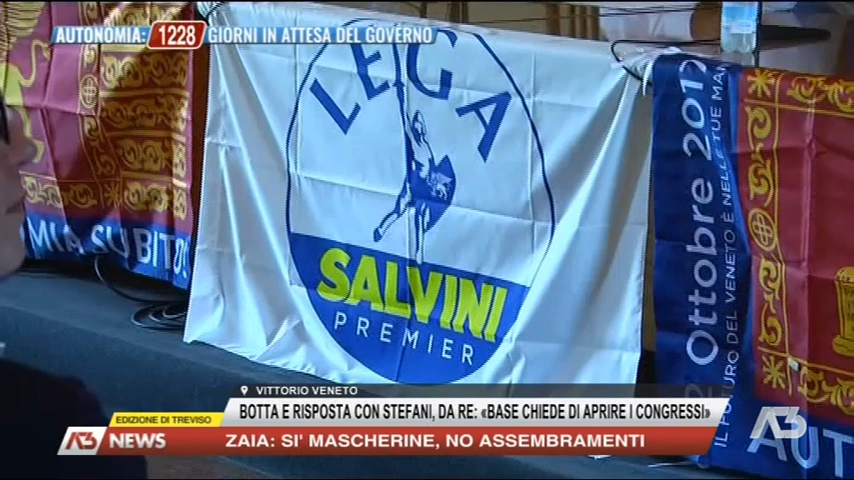 AUTONOMIA: 1228 GIORNI IN ATTESA DEL GOVERNO
LEGA
SALVINI
PREMIER
MIA SUBITO!
Ottobre 2017
IL FUTURO DEL VENETO È NELLE TUE MANI
AUT
VITTORIO VENETO
BOTTA E RISPOSTA CON STEFANI, DA RE: «BASE CHIEDE DI APRIRE I CONGRESSI»
EDIZIONE DI TREVISO
A3 NEWS
ZAIA: SI' MASCHERINE, NO ASSEMBRAMENTI
A3